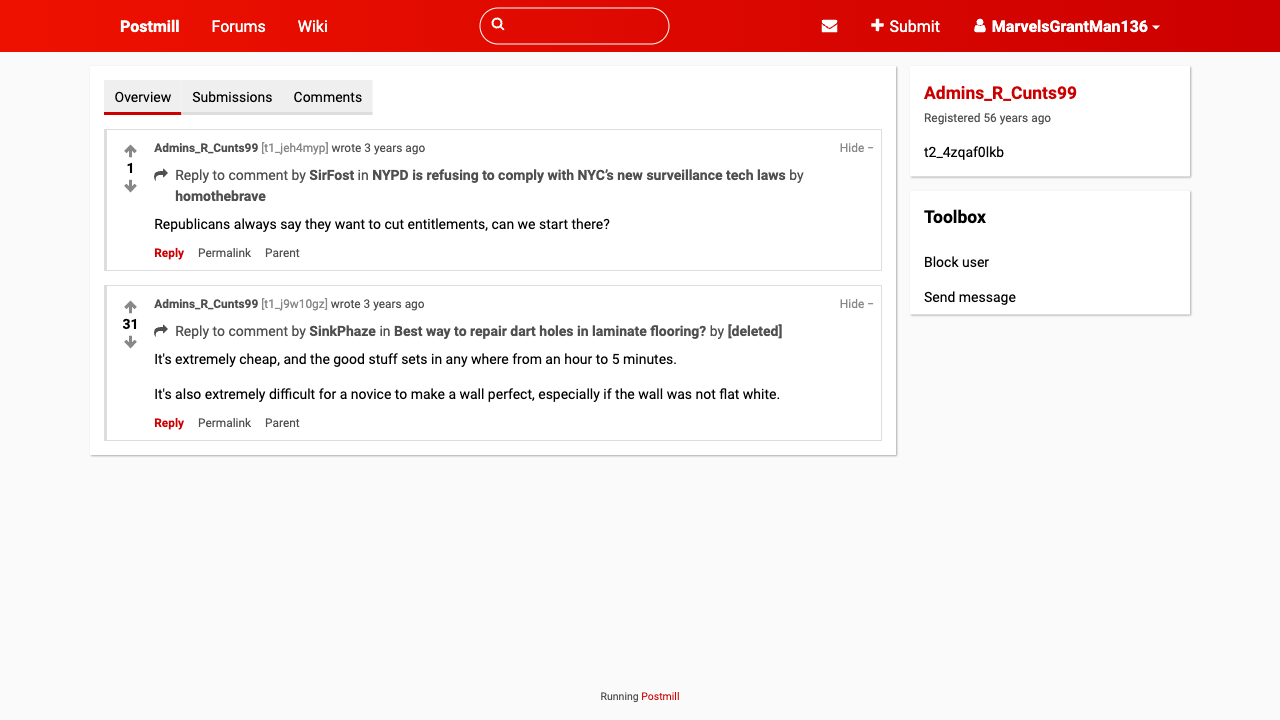 Postmill Forums Wiki Submit MarvelsGrantMan136
Overview Submissions Comments
Admins_R_Cunts99 [t1_jeh4myp] wrote 3 years ago Hide −
1
Reply to comment by SirFost in NYPD is refusing to comply with NYC’s new surveillance tech laws by
homothebrave
Republicans always say they want to cut entitlements, can we start there?
Reply Permalink Parent
Admins_R_Cunts99 [t1_j9w10gz] wrote 3 years ago Hide −
31
Reply to comment by SinkPhaze in Best way to repair dart holes in laminate flooring? by [deleted]
It's extremely cheap, and the good stuff sets in any where from an hour to 5 minutes.
It's also extremely difficult for a novice to make a wall perfect, especially if the wall was not flat white.
Reply Permalink Parent
Admins_R_Cunts99
Registered 56 years ago
t2_4zqaf0lkb
Toolbox
Block user
Send message
Running Postmill